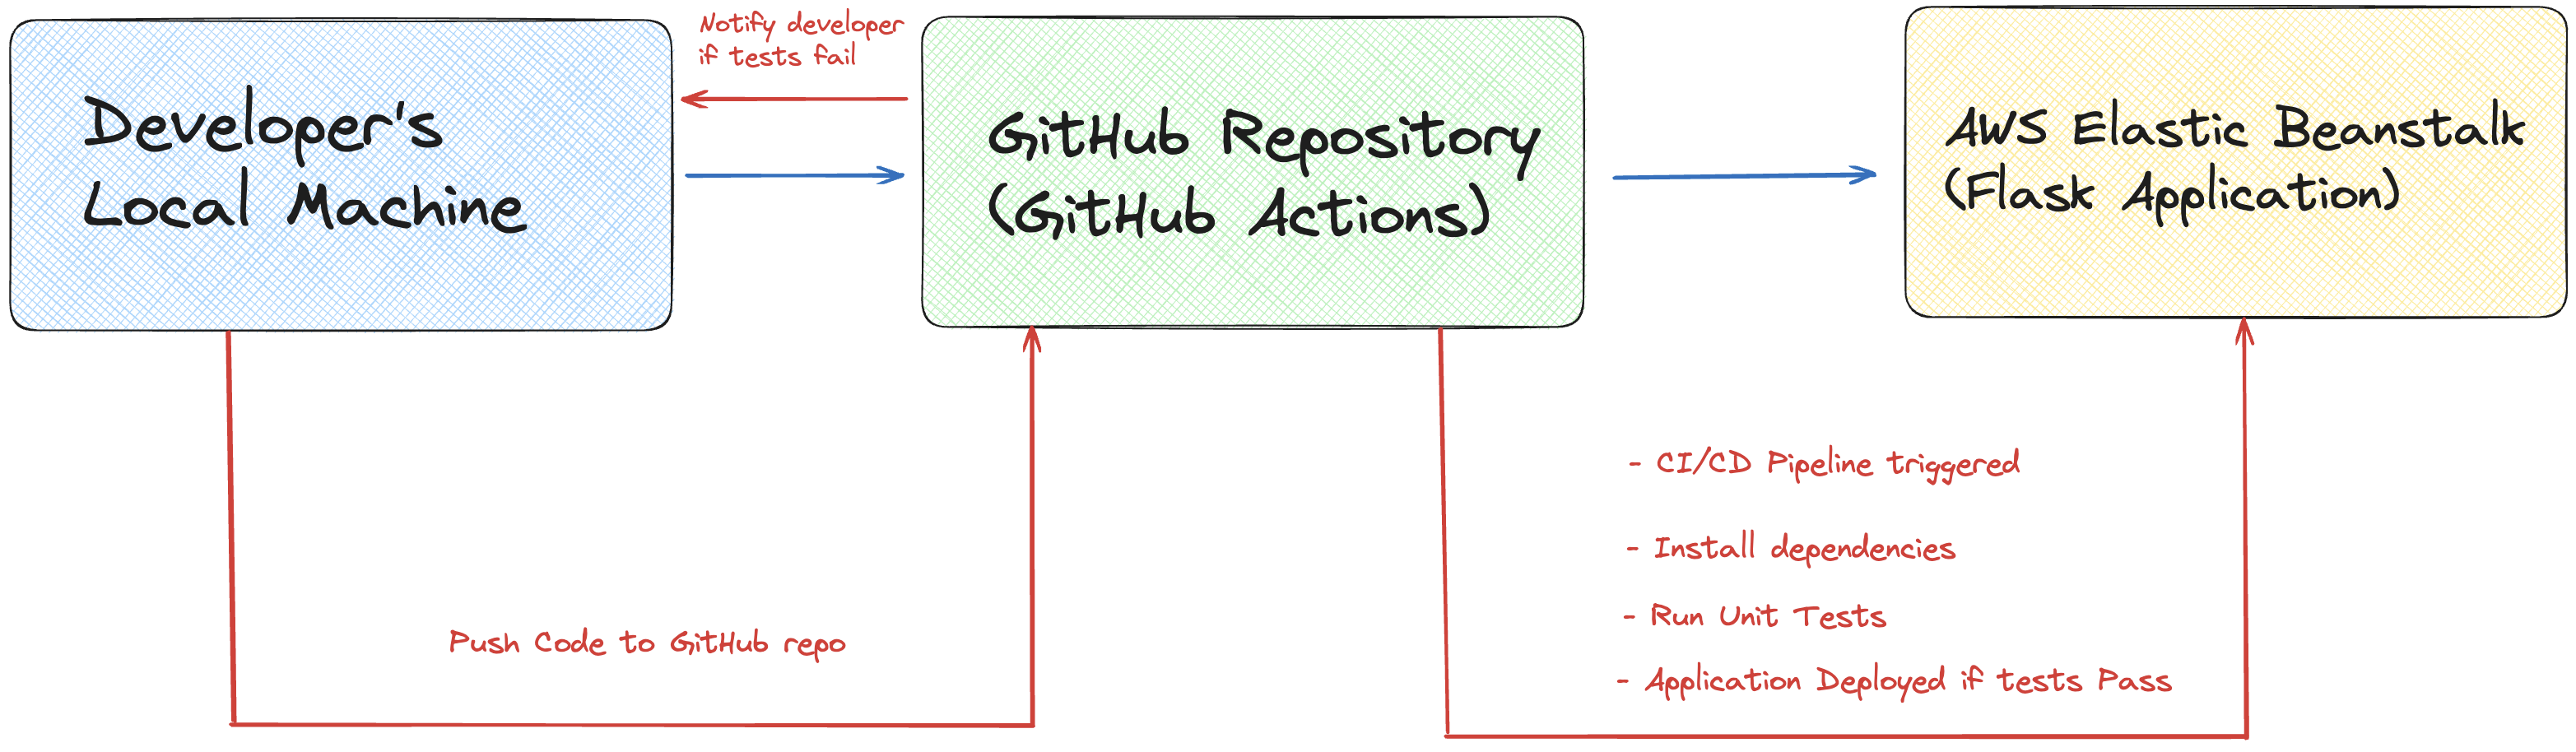 Notify developer
if tests fail
Developer's
Local Machine
GitHub Repository
(GitHub Actions)
AWS Elastic Beanstalk
(Flask Application)
Push Code to GitHub repo
- CI/CD Pipeline triggered
- Install dependencies
- Run Unit Tests
- Application Deployed if tests Pass